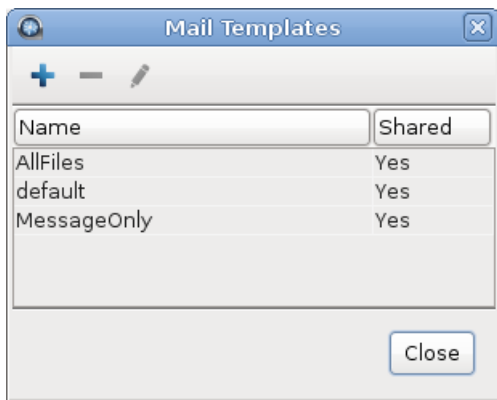 Mail Templates
Name Shared
AllFiles Yes
default Yes
MessageOnly Yes
Close